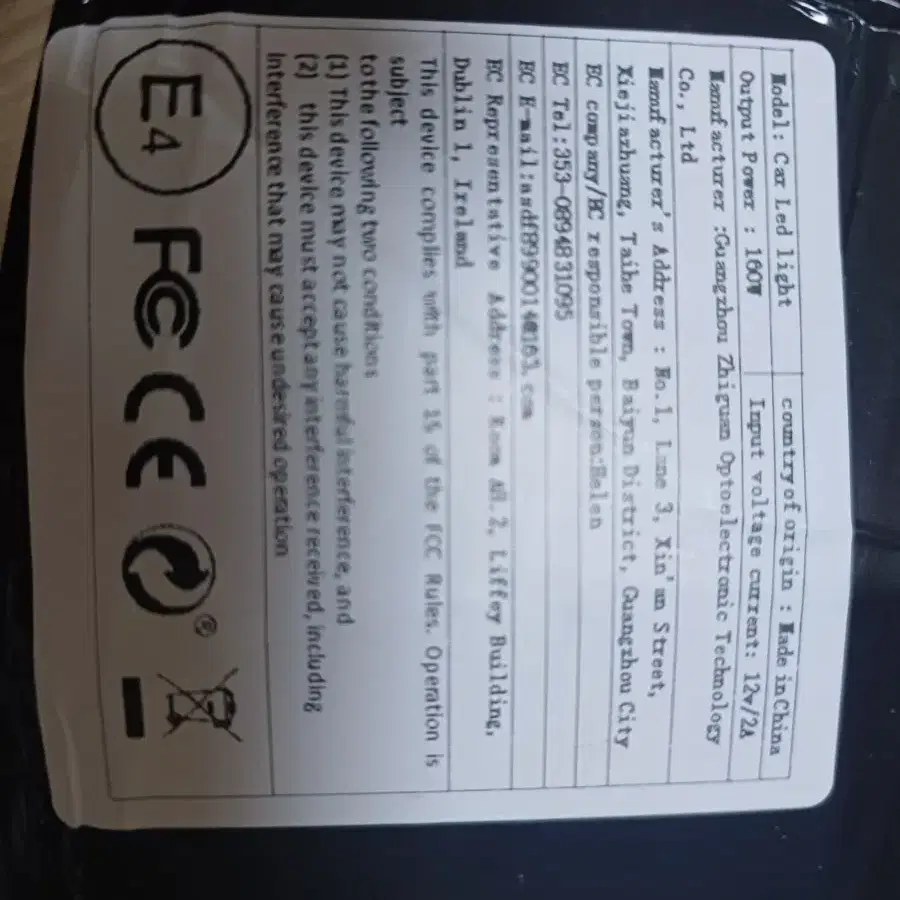 Model: Car Led light
country of origin : Made in China
Output Power : 160W
Input voltage current: 12v/2A
Manufacturer :Guangzhou Zhiguan Optoelectronic Technology
Co., Ltd
Manufacturer's Address : No.1, Lane 3, Xin'an Street,
Xiejiazhuang, Taihe Town, Baiyun District, Guangzhou City
EC company/EC responsible person:Helen
EC Tel:353-0894831095
EC E-mail:
EC Representative Address : Room 2, Liffey Building,
Dublin 1, Ireland
This device complies with part 15 of the FCC Rules. Operation is
subject
to the following two conditions
(1) This device may not cause harmful interference, and
(2) this device must accept any interference received, including
Interference that may cause undesired operation
E4 FC CE ®